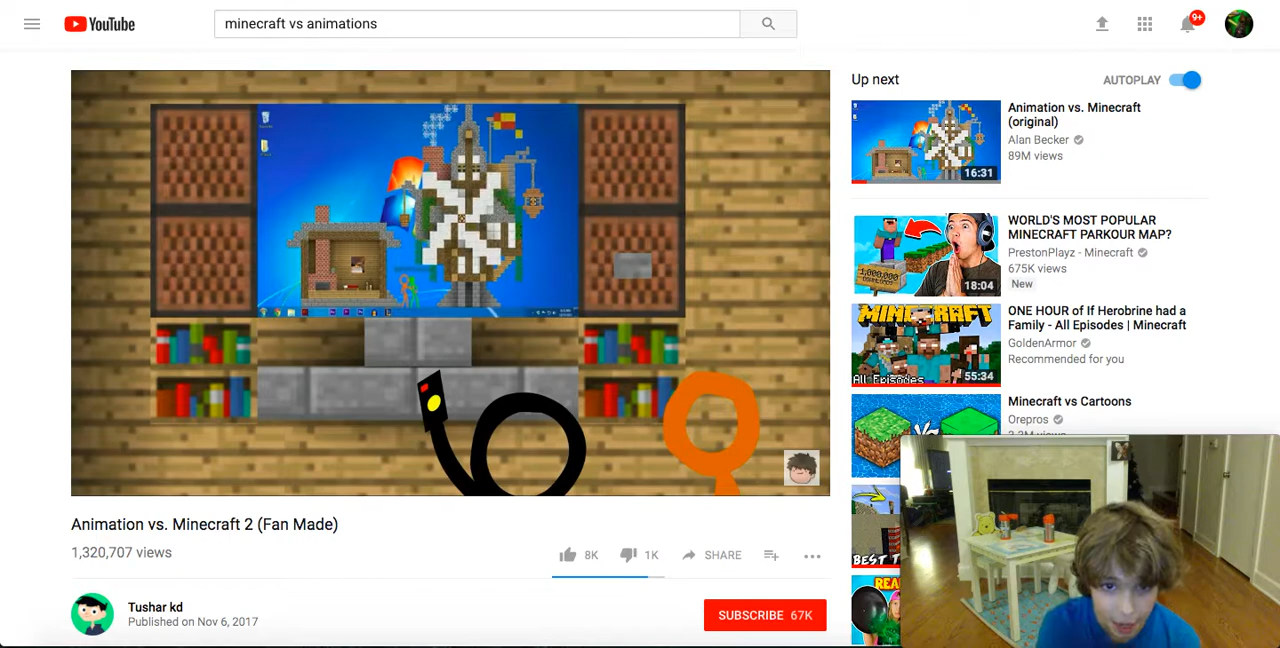 YouTube
minecraft vs animations
9+
Up next
AUTOPLAY
Animation vs. Minecraft
(original)
Alan Becker
89M views
16:31
WORLD'S MOST POPULAR
MINECRAFT PARKOUR MAP?
PrestonPlayz - Minecraft
675K views
New
18:04
ONE HOUR of If Herobrine had a
Family - All Episodes | Minecraft
GoldenArmor
Recommended for you
MINECRAFT
All Episodes
55:34
Minecraft vs Cartoons
Orepros
Vs
BEST T
REA
Animation vs. Minecraft 2 (Fan Made)
1,320,707 views
8K
1K
SHARE
Tushar kd
Published on Nov 6, 2017
SUBSCRIBE 67K